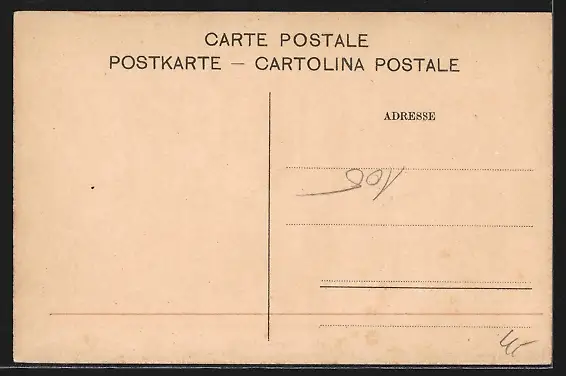 CARTE POSTALE
POSTKARTE — CARTOLINA POSTALE
ADRESSE